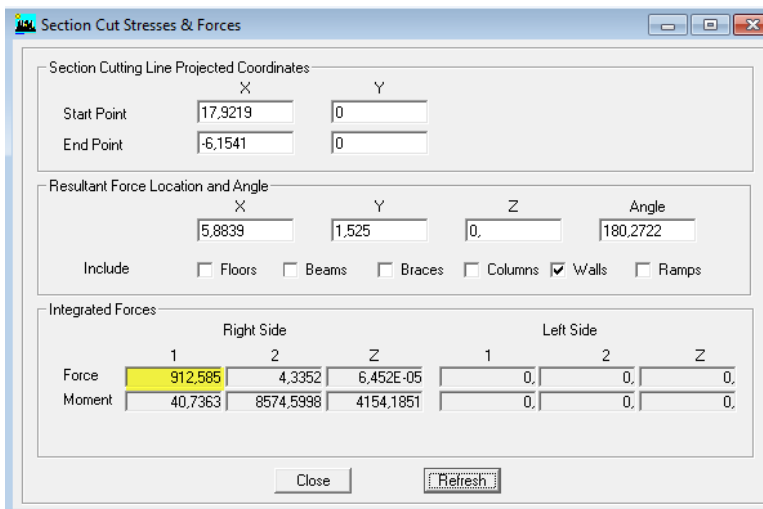 Section Cut Stresses & Forces
Section Cutting Line Projected Coordinates
X Y
Start Point 17,9219 0
End Point -6,1541 0
Resultant Force Location and Angle
X Y Z Angle
5,8839 1,525 0, 180,2722
Include Floors Beams Braces Columns Walls Ramps
Integrated Forces
Right Side Left Side
1 2 Z 1 2 Z
Force 912,585 4,3352 6,452E-05 0, 0, 0,
Moment 40,7363 8574,5998 4154,1851 0, 0, 0,
Close Refresh